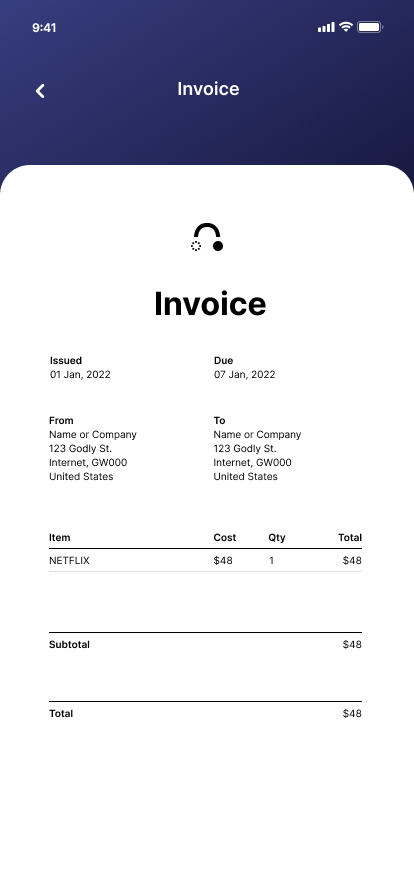 9:41
Invoice
Invoice
Issued Due
01 Jan, 2022 07 Jan, 2022
From To
Name or Company Name or Company
123 Godly St. 123 Godly St.
Internet, GW000 Internet, GW000
United States United States
Item Cost Qty Total
NETFLIX $48 1 $48
Subtotal $48
Total $48